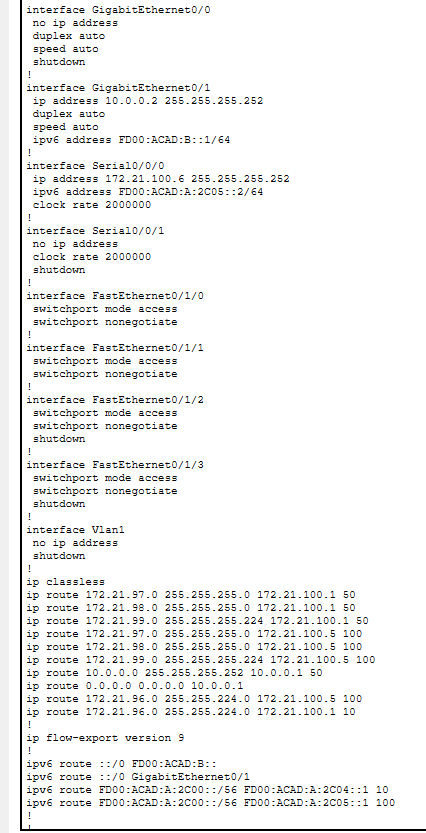 interface GigabitEthernet0/0
no ip address
duplex auto
speed auto
shutdown
!
interface GigabitEthernet0/1
ip address 10.0.0.2 255.255.255.252
duplex auto
speed auto
ipv6 address FD00:ACAD:B::1/64
!
interface Serial0/0/0
ip address 172.21.100.6 255.255.255.252
ipv6 address FD00:ACAD:A:2C05::2/64
clock rate 2000000
!
interface Serial0/0/1
no ip address
clock rate 2000000
shutdown
!
interface FastEthernet0/1/0
switchport mode access
switchport nonegotiate
!
interface FastEthernet0/1/1
switchport mode access
switchport nonegotiate
!
interface FastEthernet0/1/2
switchport mode access
switchport nonegotiate
shutdown
!
interface FastEthernet0/1/3
switchport mode access
switchport nonegotiate
shutdown
!
interface Vlan1
no ip address
shutdown
!
ip classless
ip route 172.21.97.0 255.255.255.0 172.21.100.1 50
ip route 172.21.98.0 255.255.255.0 172.21.100.1 50
ip route 172.21.99.0 255.255.255.224 172.21.100.1 50
ip route 172.21.97.0 255.255.255.0 172.21.100.5 100
ip route 172.21.98.0 255.255.255.0 172.21.100.5 100
ip route 172.21.99.0 255.255.255.224 172.21.100.5 100
ip route 10.0.0.0 255.255.255.252 10.0.0.1 50
ip route 0.0.0.0 0.0.0.0 10.0.0.1
ip route 172.21.96.0 255.255.224.0 172.21.100.5 100
ip route 172.21.96.0 255.255.224.0 172.21.100.1 10
!
ip flow-export version 9
!
ipv6 route ::/0 FD00:ACAD:B::
ipv6 route ::/0 GigabitEthernet0/1
ipv6 route FD00:ACAD:A:2C00::/56 FD00:ACAD:A:2C04::1 10
ipv6 route FD00:ACAD:A:2C00::/56 FD00:ACAD:A:2C05::1 100
!
!